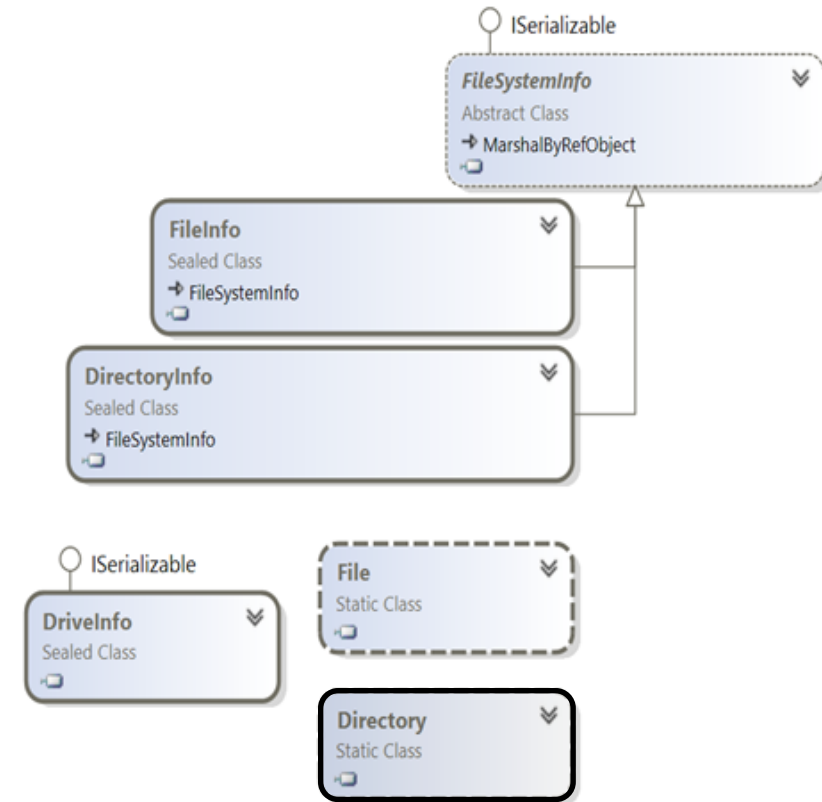 ISerializable
FileSystemInfo
Abstract Class
MarshalByRefObject
FileInfo
Sealed Class
FileSystemInfo
DirectoryInfo
Sealed Class
FileSystemInfo
ISerializable
DriveInfo
Sealed Class
File
Static Class
Directory
Static Class